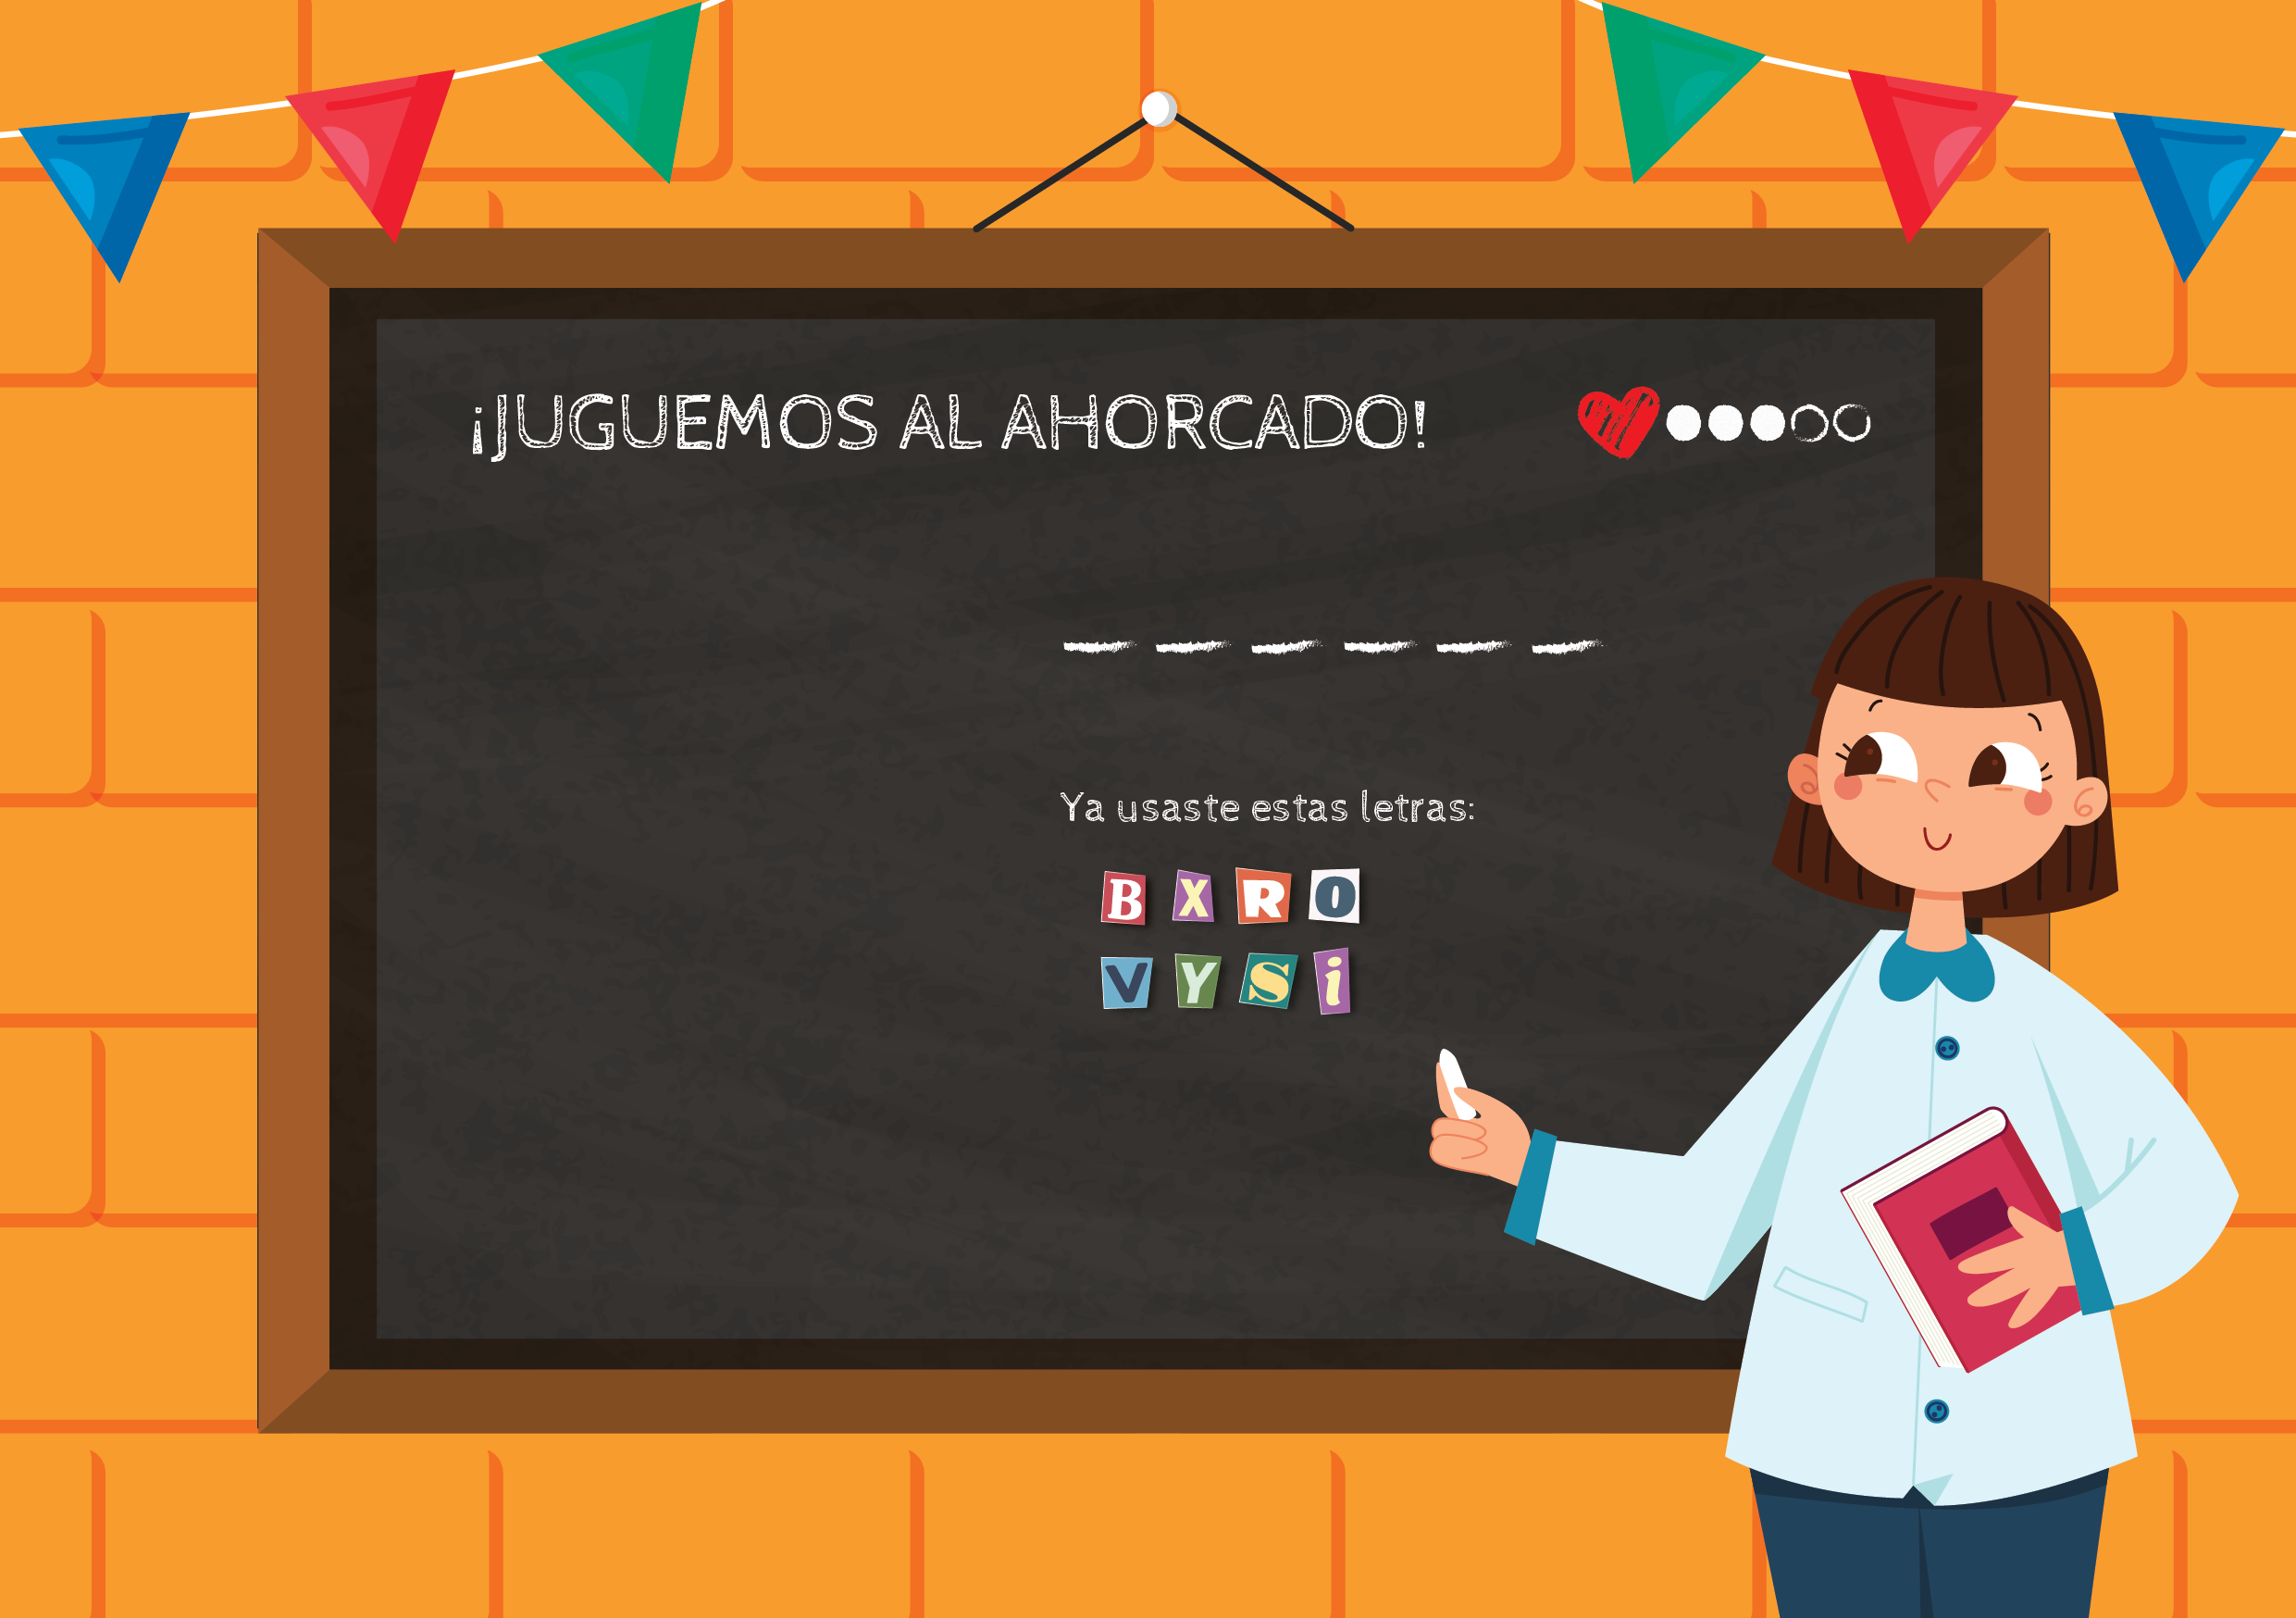 ¡JUGUEMOS AL AHORCADO!
_ _ _ _ _ _
Ya usaste estas letras:
B X R O
V Y S i